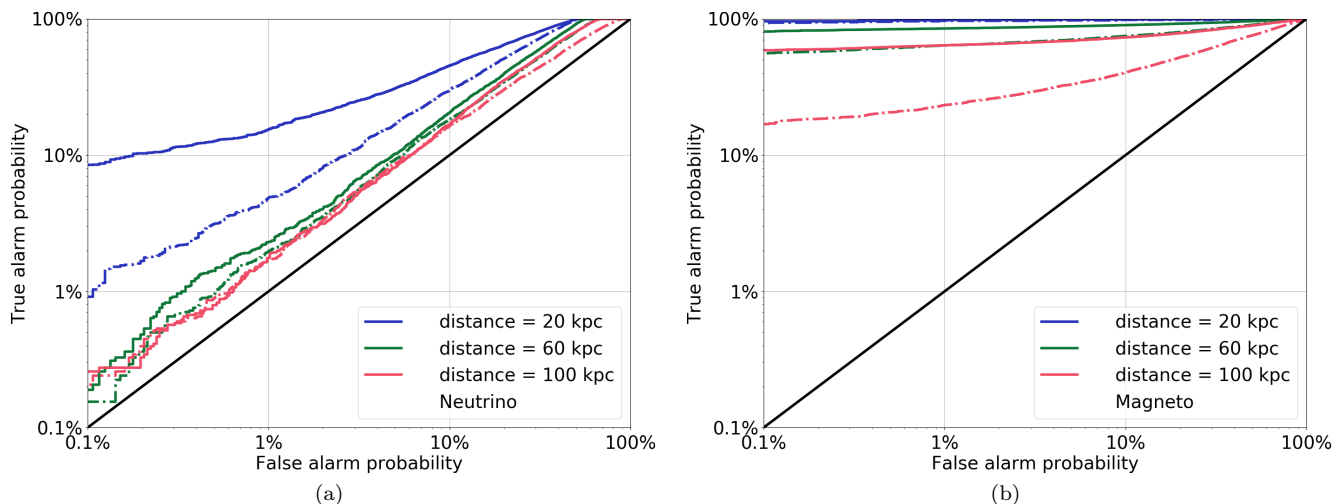 100%
10%
1%
0.1%
True alarm probability
0.1%
1%
10%
100%
False alarm probability
distance = 20 kpc
distance = 60 kpc
distance = 100 kpc
Neutrino
(a)
100%
10%
1%
0.1%
True alarm probability
0.1%
1%
10%
100%
False alarm probability
distance = 20 kpc
distance = 60 kpc
distance = 100 kpc
Magneto
(b)